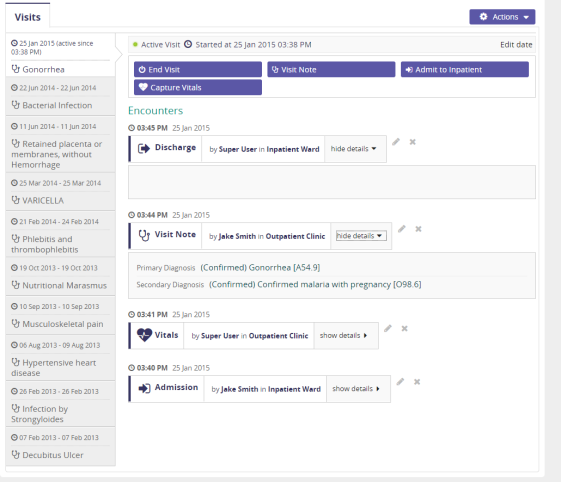 Visits
Actions
25 Jan 2015 (active since
03:38 PM)
Gonorrhea
22 Jun 2014 - 22 Jun 2014
Bacterial Infection
11 Jun 2014 - 11 Jun 2014
Retained placenta or
membranes, without
Hemorrhage
25 Mar 2014 - 25 Mar 2014
VARICELLA
21 Feb 2014 - 24 Feb 2014
Phlebitis and
thrombophlebitis
19 Oct 2013 - 19 Oct 2013
Nutritional Marasmus
10 Sep 2013 - 10 Sep 2013
Musculoskeletal pain
06 Aug 2013 - 09 Aug 2013
Hypertensive heart
disease
26 Feb 2013 - 26 Feb 2013
Infection by
Strongyloides
07 Feb 2013 - 07 Feb 2013
Decubitus Ulcer
Active Visit Started at 25 Jan 2015 03:38 PM Edit date
End Visit Visit Note Admit to Inpatient
Capture Vitals
Encounters
03:45 PM 25 Jan 2015
Discharge by Super User in Inpatient Ward hide details
03:44 PM 25 Jan 2015
Visit Note by Jake Smith in Outpatient Clinic hide details
Primary Diagnosis (Confirmed) Gonorrhea [A54.9]
Secondary Diagnosis (Confirmed) Confirmed malaria with pregnancy [O98.6]
03:41 PM 25 Jan 2015
Vitals by Super User in Outpatient Clinic show details
03:40 PM 25 Jan 2015
Admission by Jake Smith in Inpatient Ward show details